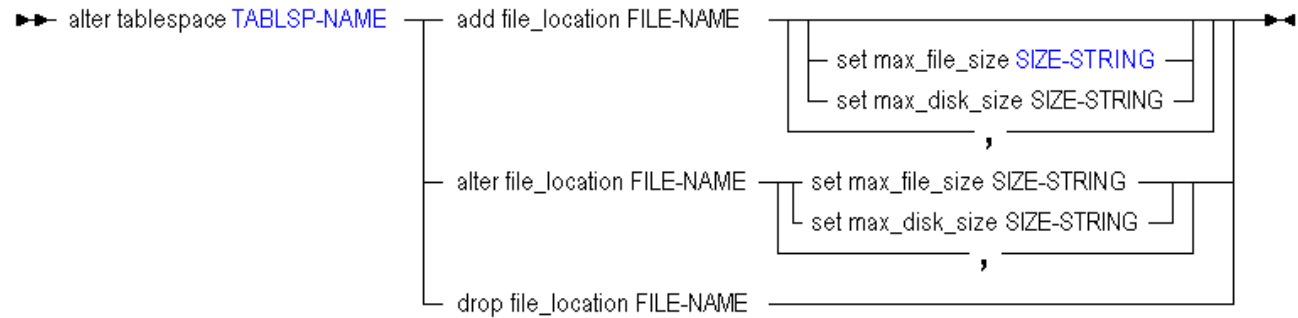 alter tablespace TABLSP-NAME add file_location FILE-NAME
set max_file_size SIZE-STRING
set max_disk_size SIZE-STRING
,
alter file_location FILE-NAME set max_file_size SIZE-STRING
set max_disk_size SIZE-STRING
,
drop file_location FILE-NAME